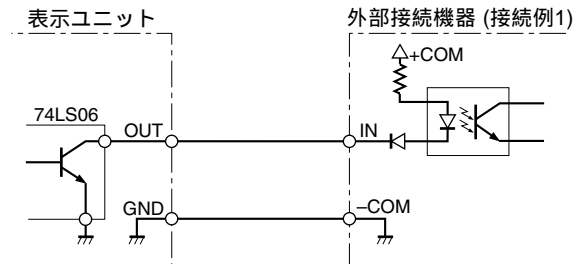 表示ユニット
外部接続機器 (接続例1)
+COM
74LS06
OUT
IN
GND
–COM